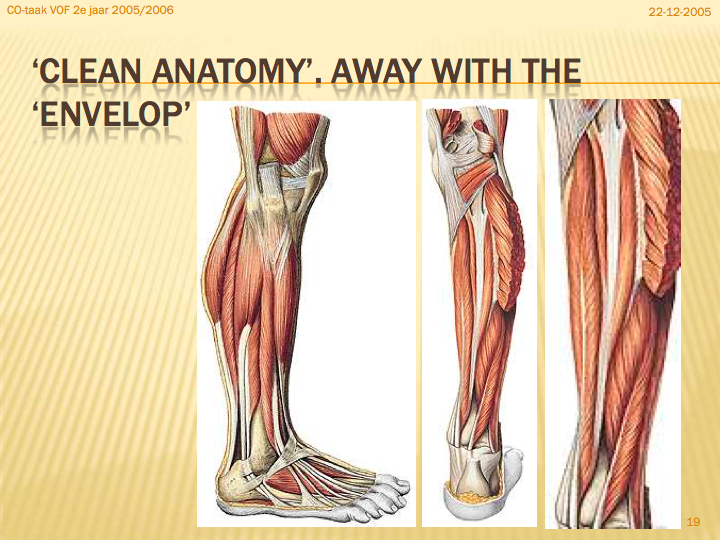 CO-taak VOF 2e jaar 2005/2006
22-12-2005
‘CLEAN ANATOMY’. AWAY WITH THE
‘ENVELOP’
19